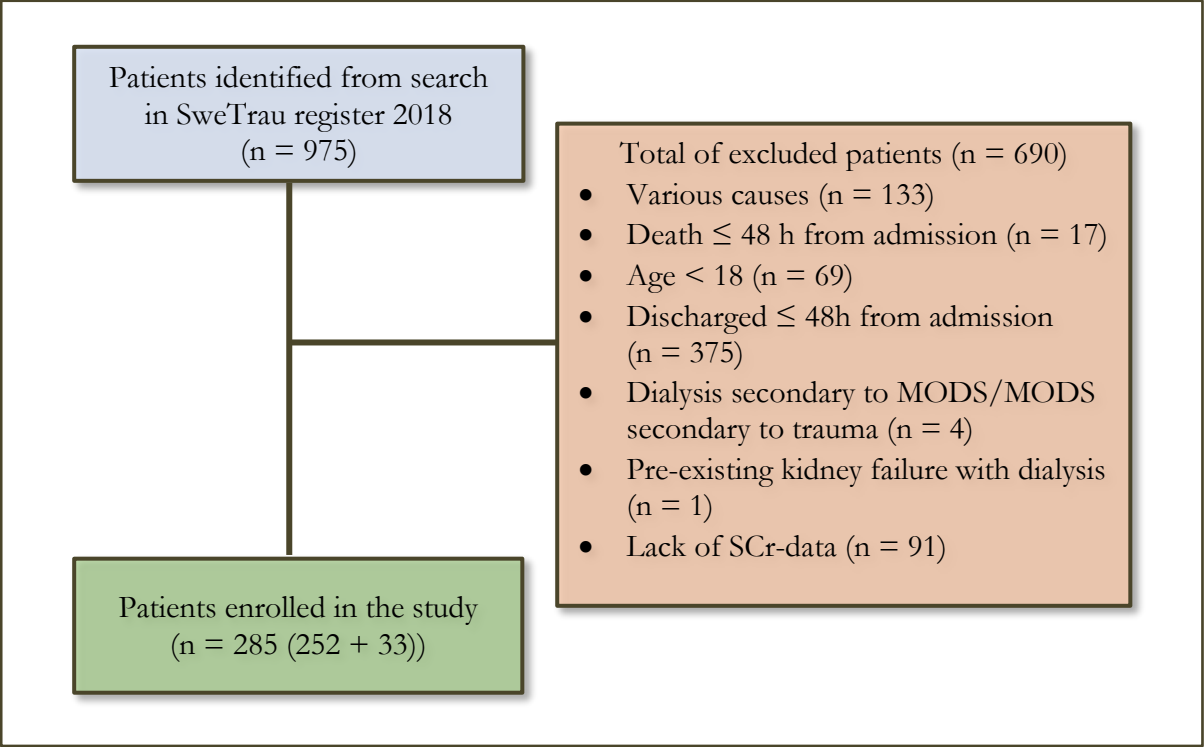 Patients identified from search
in SweTrau register 2018
(n = 975)
Total of excluded patients (n = 690)
• Various causes (n = 133)
• Death ≤ 48 h from admission (n = 17)
• Age < 18 (n = 69)
• Discharged ≤ 48h from admission
(n = 375)
• Dialysis secondary to MODS/MODS
secondary to trauma (n = 4)
• Pre-existing kidney failure with dialysis
(n = 1)
• Lack of SCr-data (n = 91)
Patients enrolled in the study
(n = 285 (252 + 33))